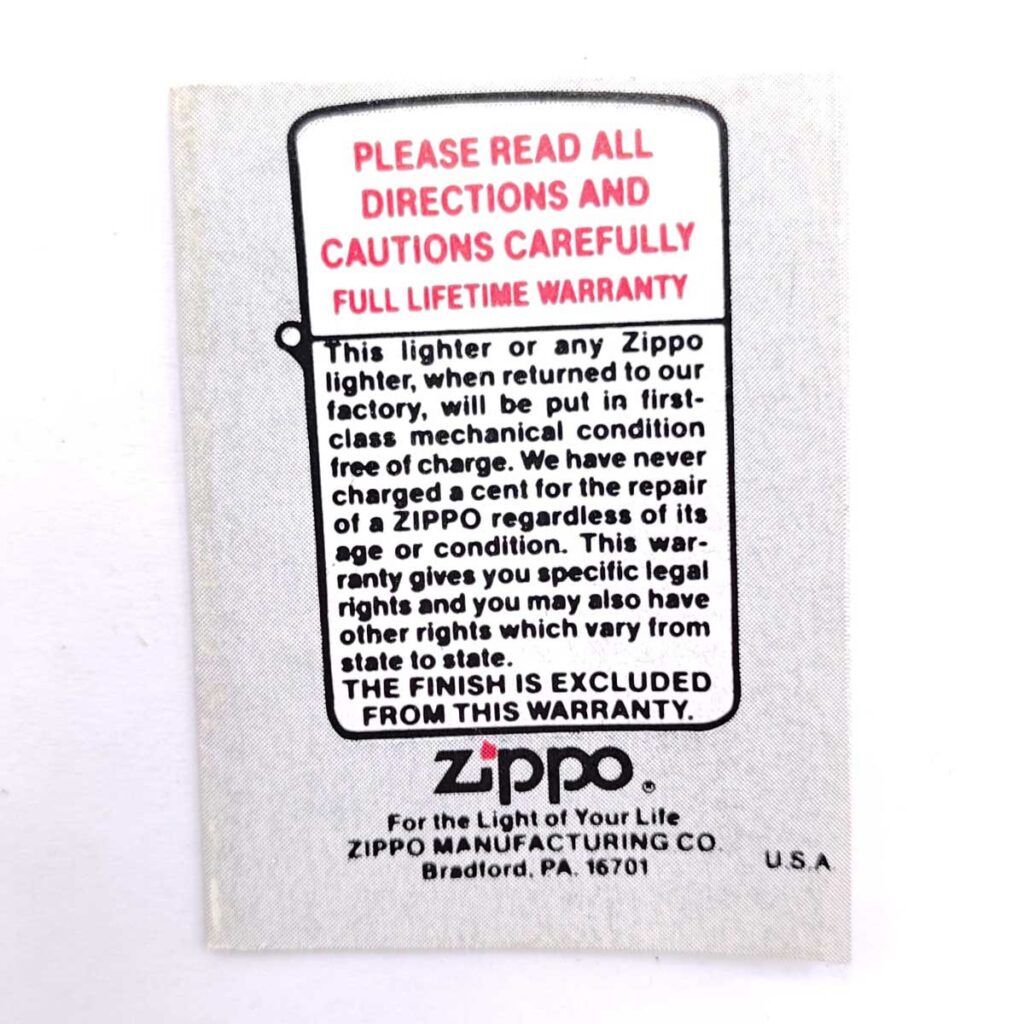 PLEASE READ ALL
DIRECTIONS AND
CAUTIONS CAREFULLY
FULL LIFETIME WARRANTY
This lighter or any Zippo
lighter, when returned to our
factory, will be put in first-
class mechanical condition
free of charge. We have never
charged a cent for the repair
of a ZIPPO regardless of its
age or condition. This war-
ranty gives you specific legal
rights and you may also have
other rights which vary from
state to state.
THE FINISH IS EXCLUDED
FROM THIS WARRANTY.
zippo®
For the Light of Your Life
ZIPPO MANUFACTURING CO.
Bradford, PA. 16701
U.S.A